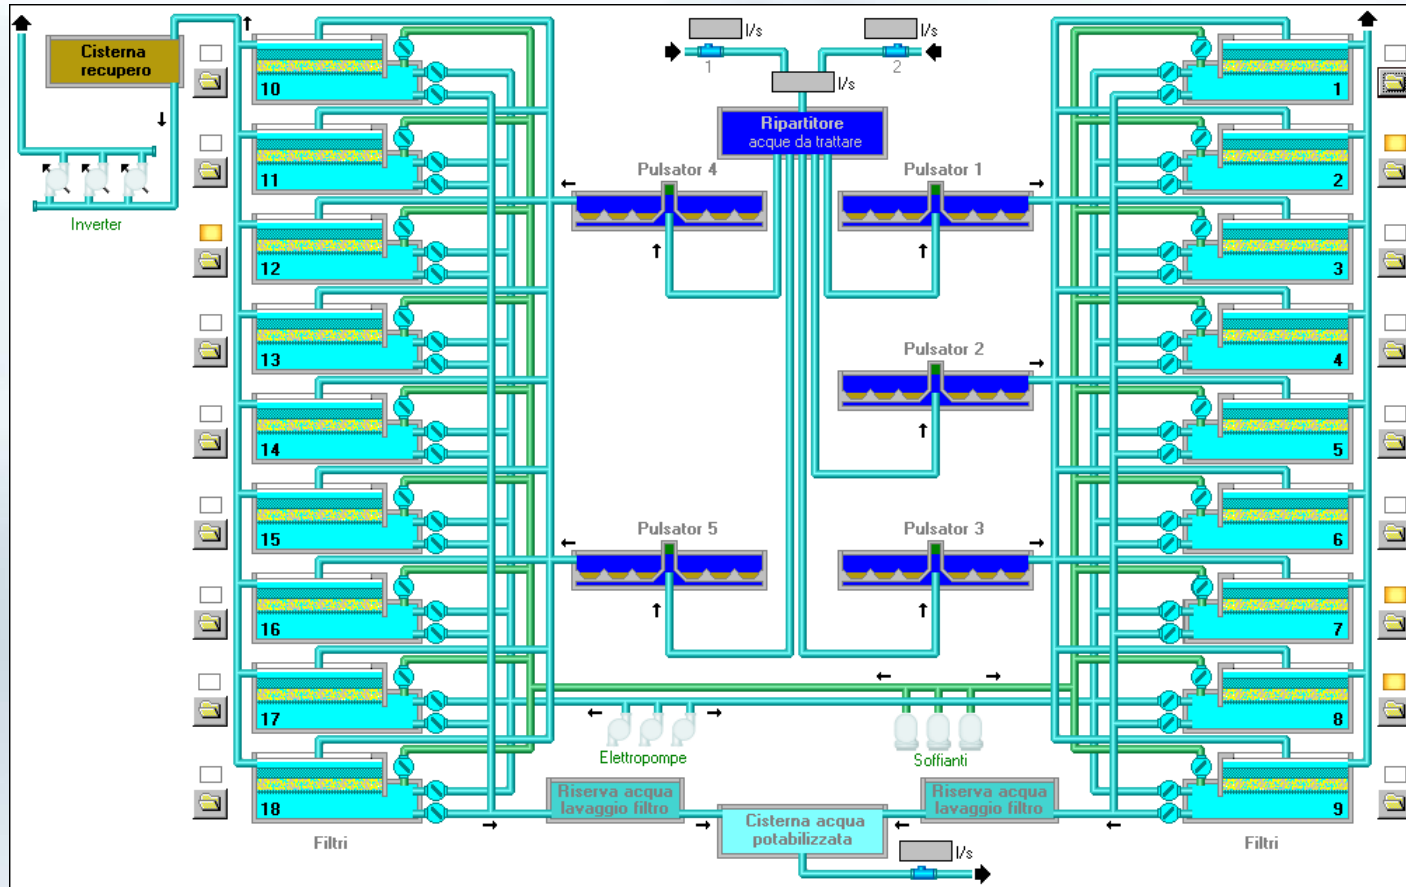 Cisterna
recupero
Inverter
10
11
12
13
14
15
16
17
18
Filtri
l/s
l/s
1
2
l/s
Ripartitore
acque da trattare
Pulsator 4
Pulsator 1
Pulsator 2
Pulsator 5
Pulsator 3
Elettropompe
Soffianti
Riserva acqua
lavaggio filtro
Riserva acqua
lavaggio filtro
Cisterna acqua
potabilizzata
l/s
1
2
3
4
5
6
7
8
9
Filtri